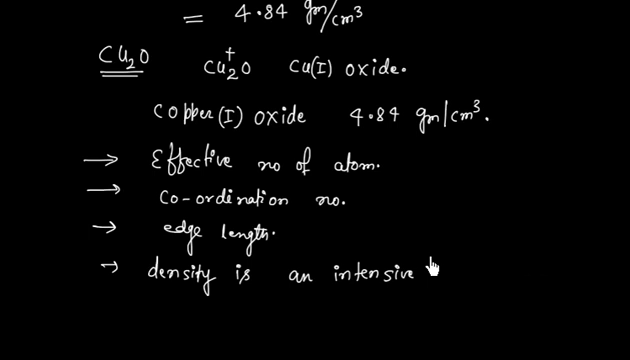 = 4.84 gm/cm³
Cu₂O Cu₂⁺O Cu(I) oxide.
Copper(I) oxide 4.84 gm/cm³.
→ Effective no of atom.
→ Co-ordination no.
→ edge length.
→ density is an intensive